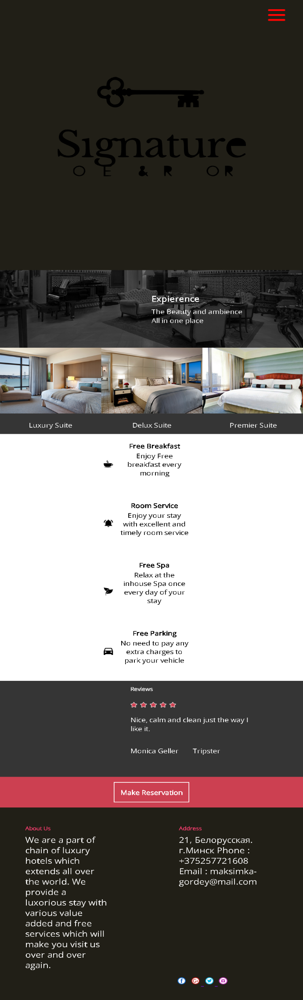 Signature
O E & R OR
Expierence
The Beauty and ambience
All in one place
Luxury Suite
Delux Suite
Premier Suite
Free Breakfast
Enjoy Free
breakfast every
morning
Room Service
Enjoy your stay
with excellent and
timely room service
Free Spa
Relax at the
inhouse Spa once
every day of your
stay
Free Parking
No need to pay any
extra charges to
park your vehicle
Reviews
Nice, calm and clean just the way I
like it.
Monica Geller Tripster
Make Reservation
About Us
We are a part of
chain of luxury
hotels which
extends all over
the world. We
provide a
luxorious stay with
various value
added and free
services which will
make you visit us
over and over
again.
Address
21, Белорусская.
г.Минск Phone :
+375257721608
Email : maksimka-
gordey@mail.com